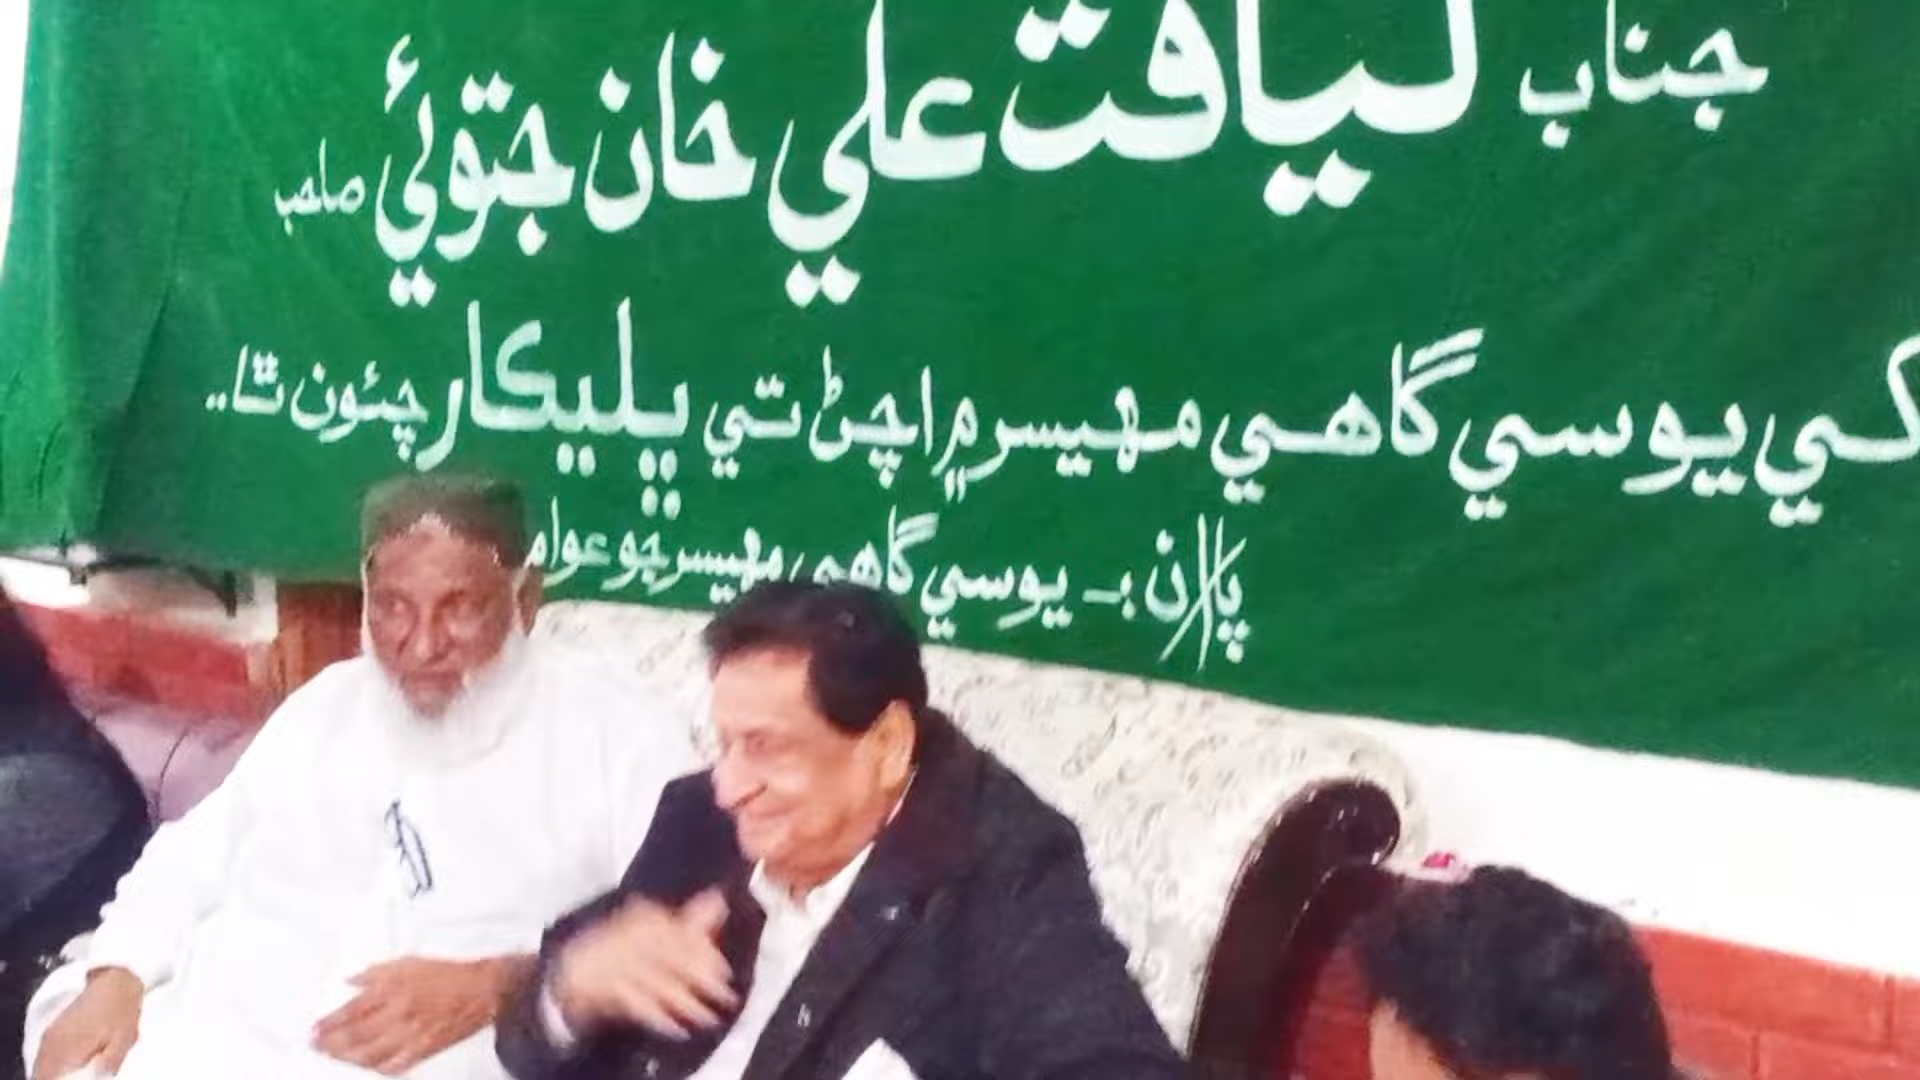 جناب لياقت علي خان جتوئي صاحب
کي يوسي گاهي مهيسر ۾ اچڻ تي ڀليڪار چئون ٿا..
پاران :- يوسي گاهي مهيسر جو عوام